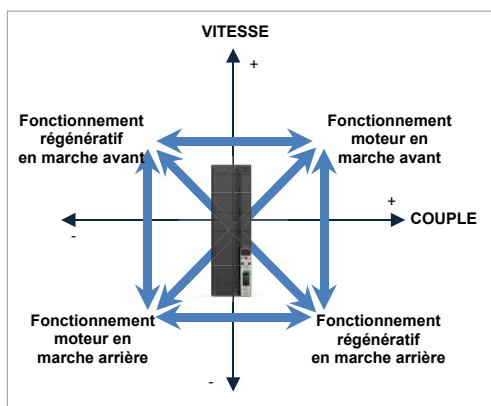 VITESSE
+
Fonctionnement
régénératif
en marche avant
Fonctionnement
moteur en
marche avant
+
COUPLE
-
Fonctionnement
moteur en
marche arrière
Fonctionnement
régénératif
en marche arrière
-